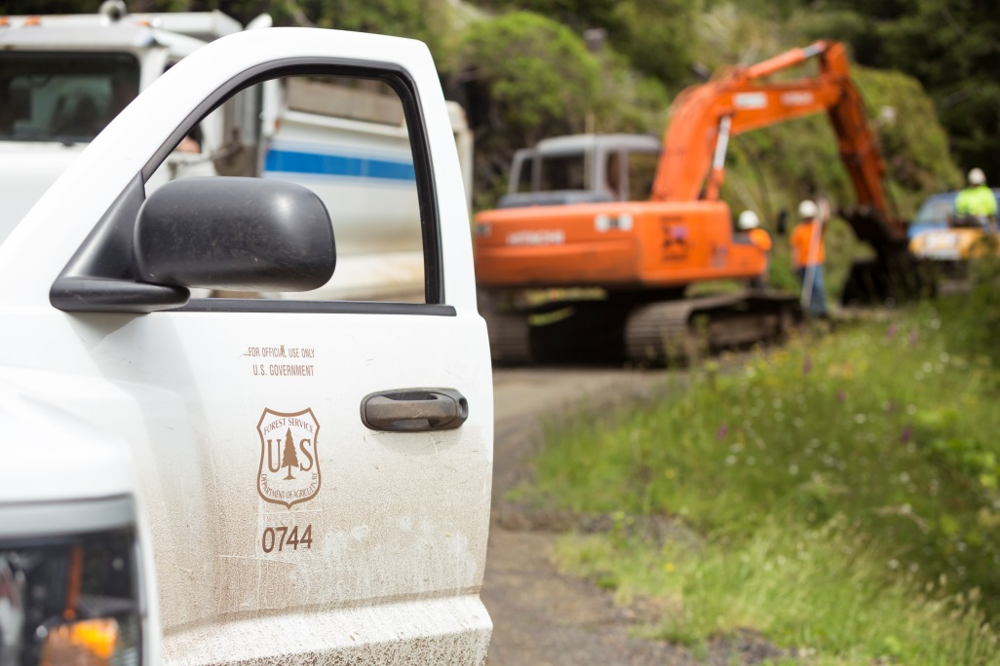 FOR OFFICIAL USE ONLY
U.S. GOVERNMENT
FOREST SERVICE
U S
DEPARTMENT OF AGRICULTURE
0744
HITACHI